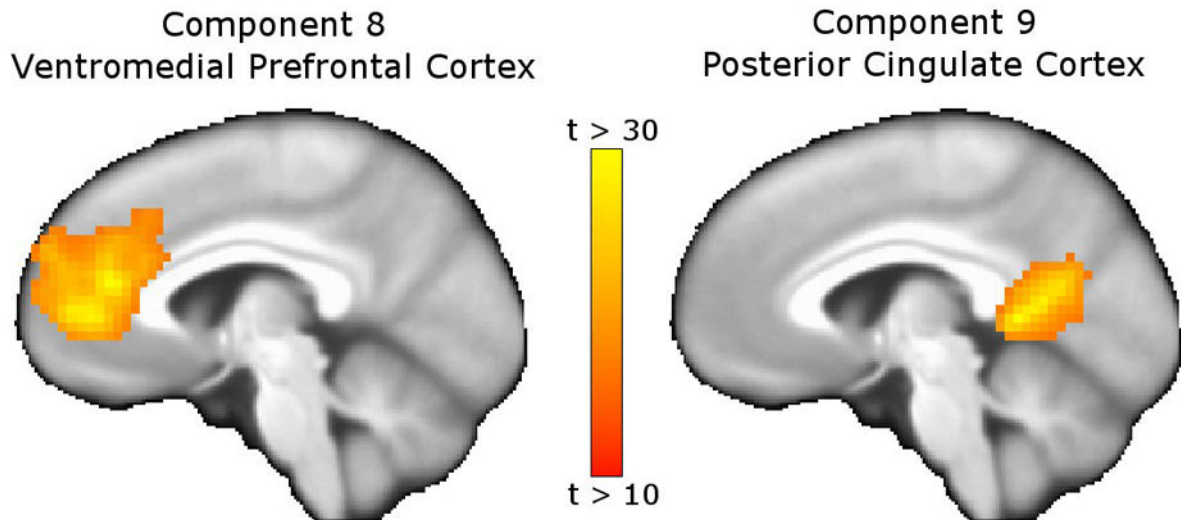 Component 8
Ventromedial Prefrontal Cortex
Component 9
Posterior Cingulate Cortex
t > 30
t > 10